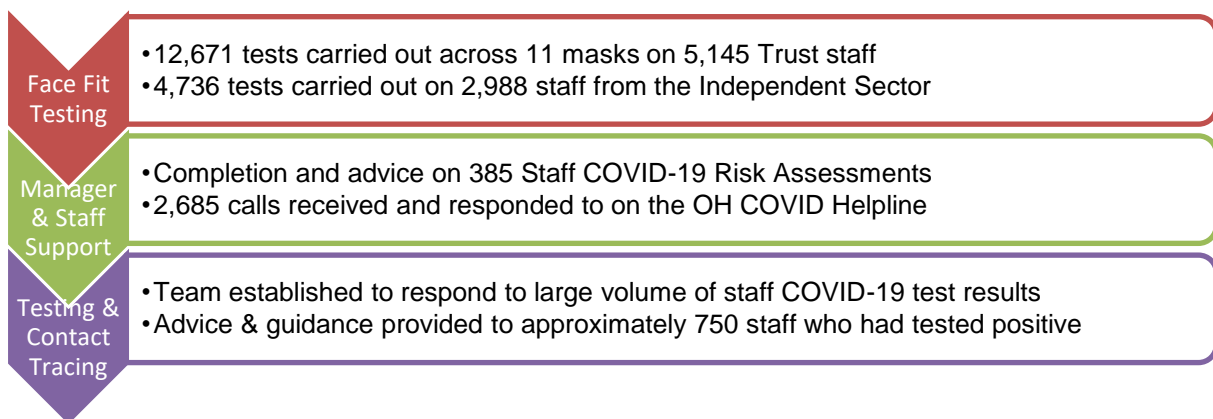 Face Fit
Testing
•12,671 tests carried out across 11 masks on 5,145 Trust staff
•4,736 tests carried out on 2,988 staff from the Independent Sector
Manager
& Staff
Support
•Completion and advice on 385 Staff COVID-19 Risk Assessments
•2,685 calls received and responded to on the OH COVID Helpline
Testing &
Contact
Tracing
•Team established to respond to large volume of staff COVID-19 test results
•Advice & guidance provided to approximately 750 staff who had tested positive